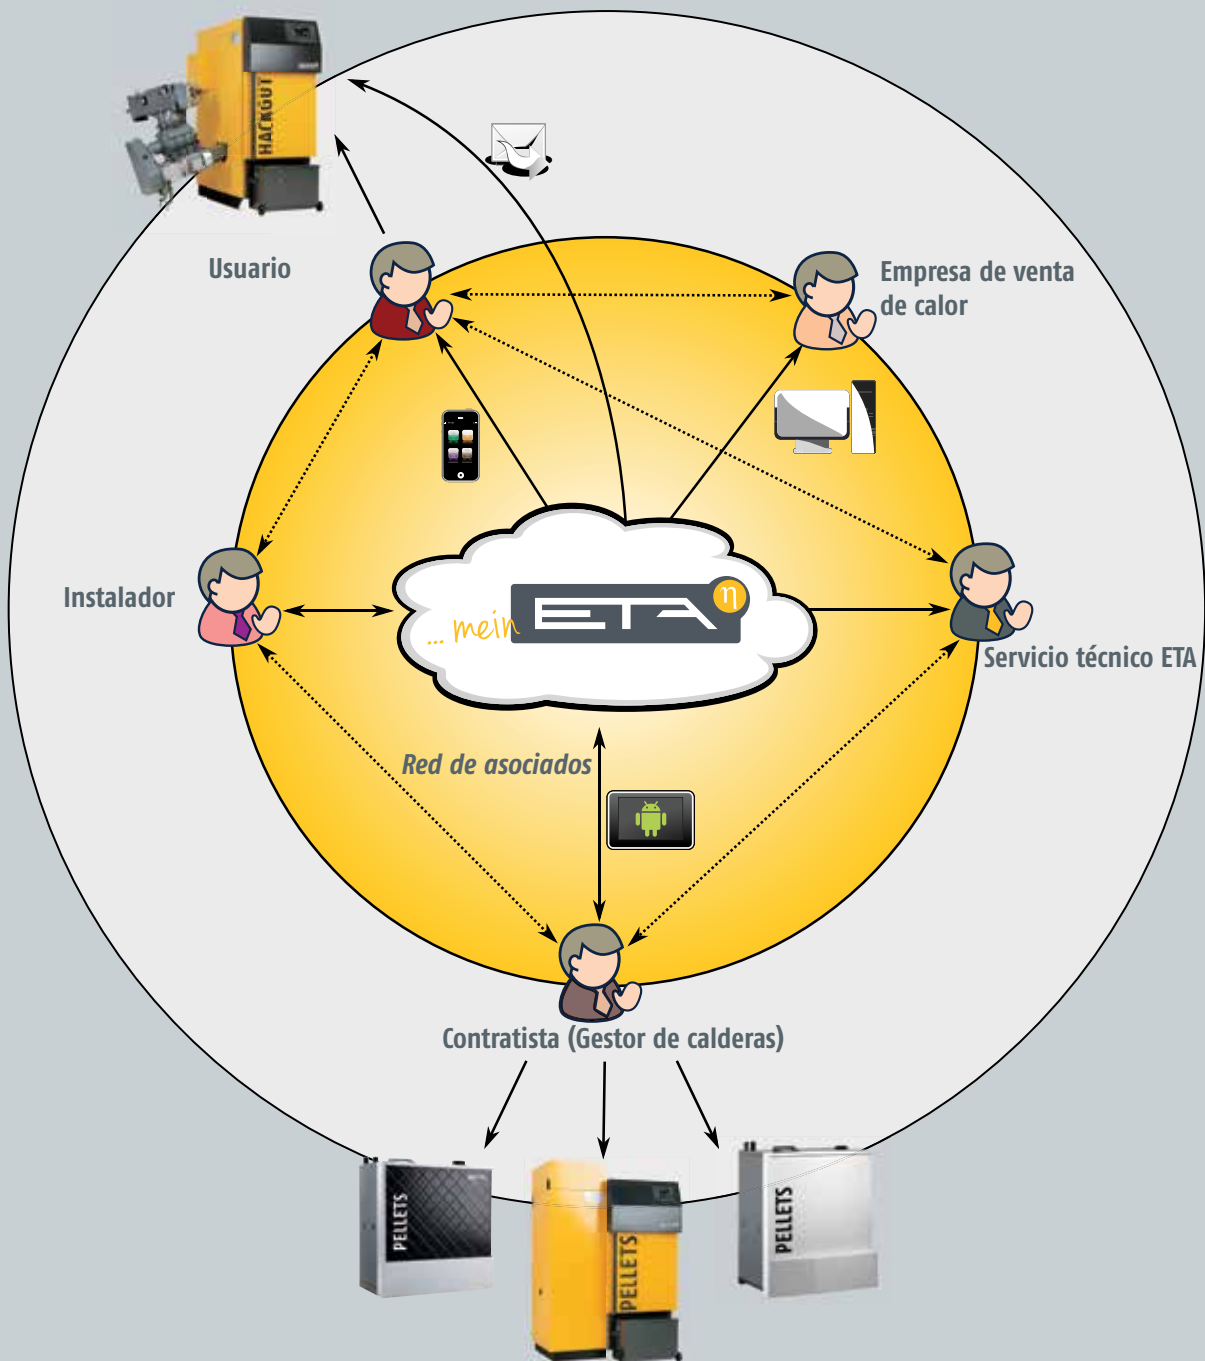 HACKGUT
Usuario
Empresa de venta
de calor
Instalador
... mein ETA η
Servicio técnico ETA
Red de asociados
Contratista (Gestor de calderas)
PELLETS
PELLETS
PELLETS